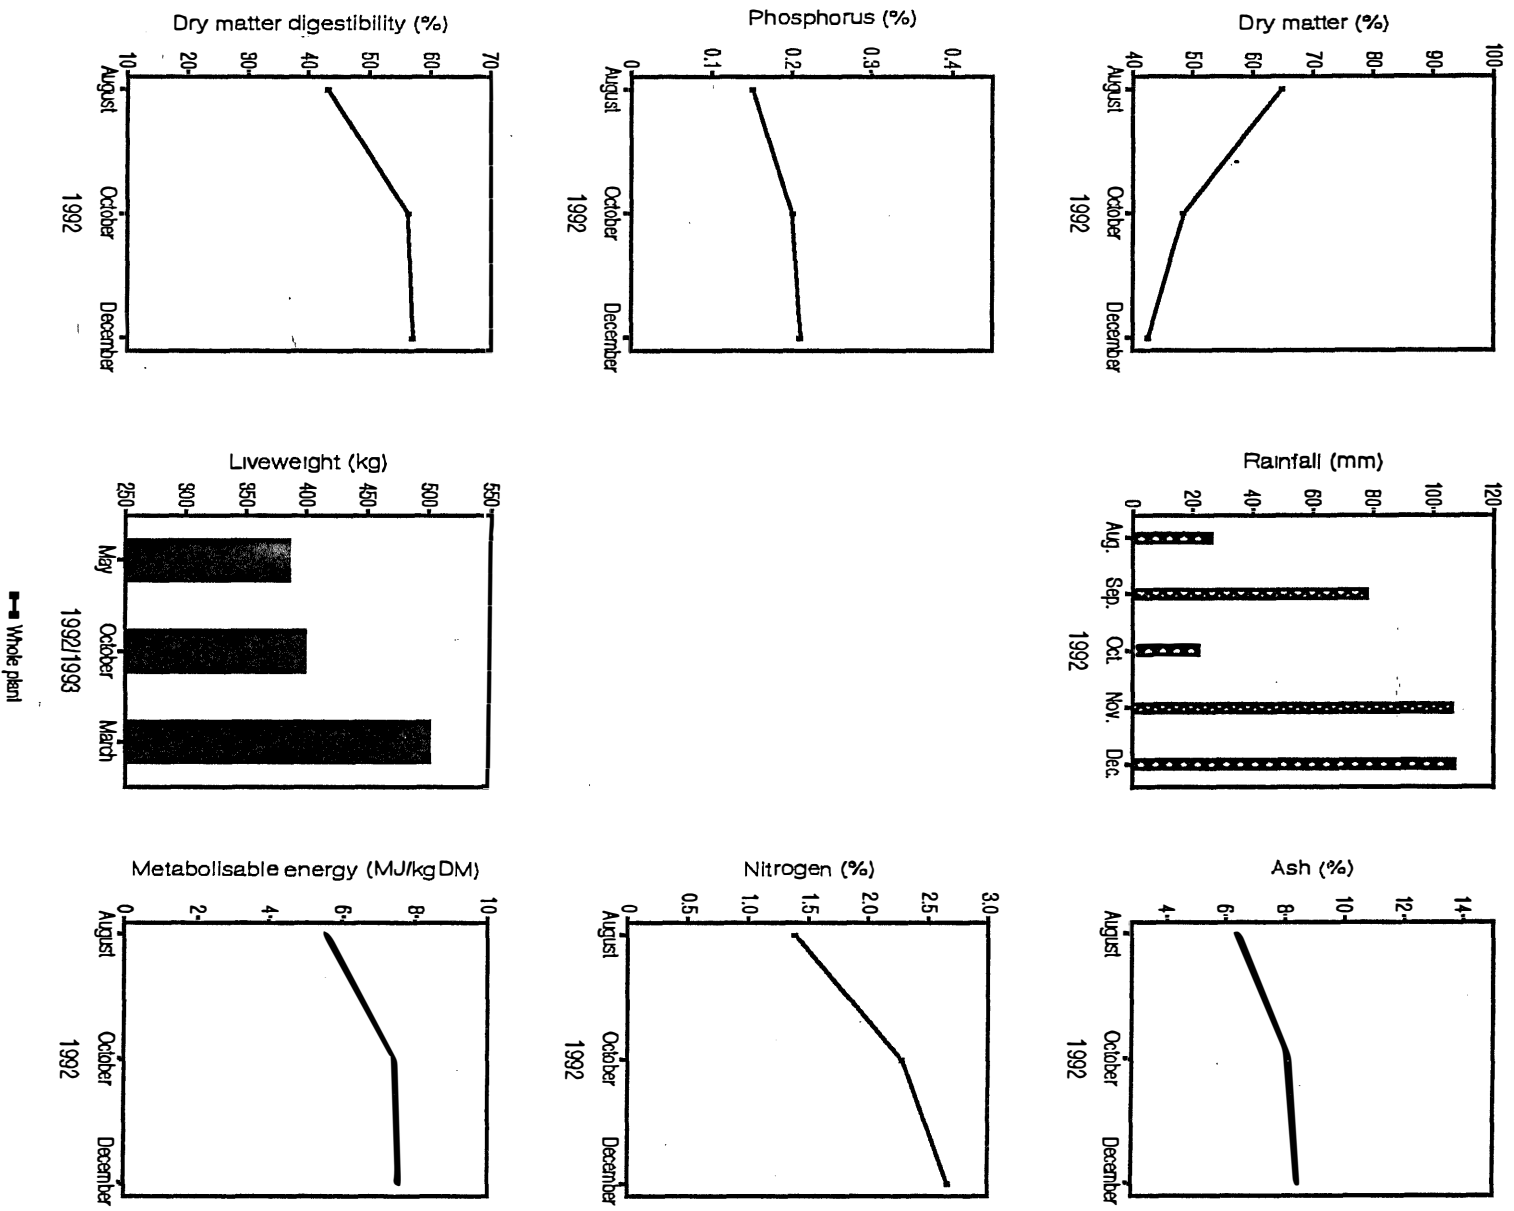 Dry matter (%)
100
90
80
70
60
50
40
August
October
December
1992
Rainfall (mm)
120
100
80
60
40
20
0
Aug.
Sep.
Oct
Nov.
Dec.
1992
Ash (%)
14
12
10
8
6
4
August
October
December
1992
Phosphorus (%)
0.4
0.3
0.2
0.1
0
August
October
December
1992
Nitrogen (%)
3.0
2.5
2.0
1.5
1.0
0.5
0
August
October
December
1992
Dry matter digestibility (%)
70
60
50
40
30
20
10
August
October
December
1992
Liveweight (kg)
550
500
450
400
350
300
250
May
October
March
1992/1993
Metabolisable energy (MJ/kgDM)
10
8
6
4
2
0
August
October
December
1992
Whole plant